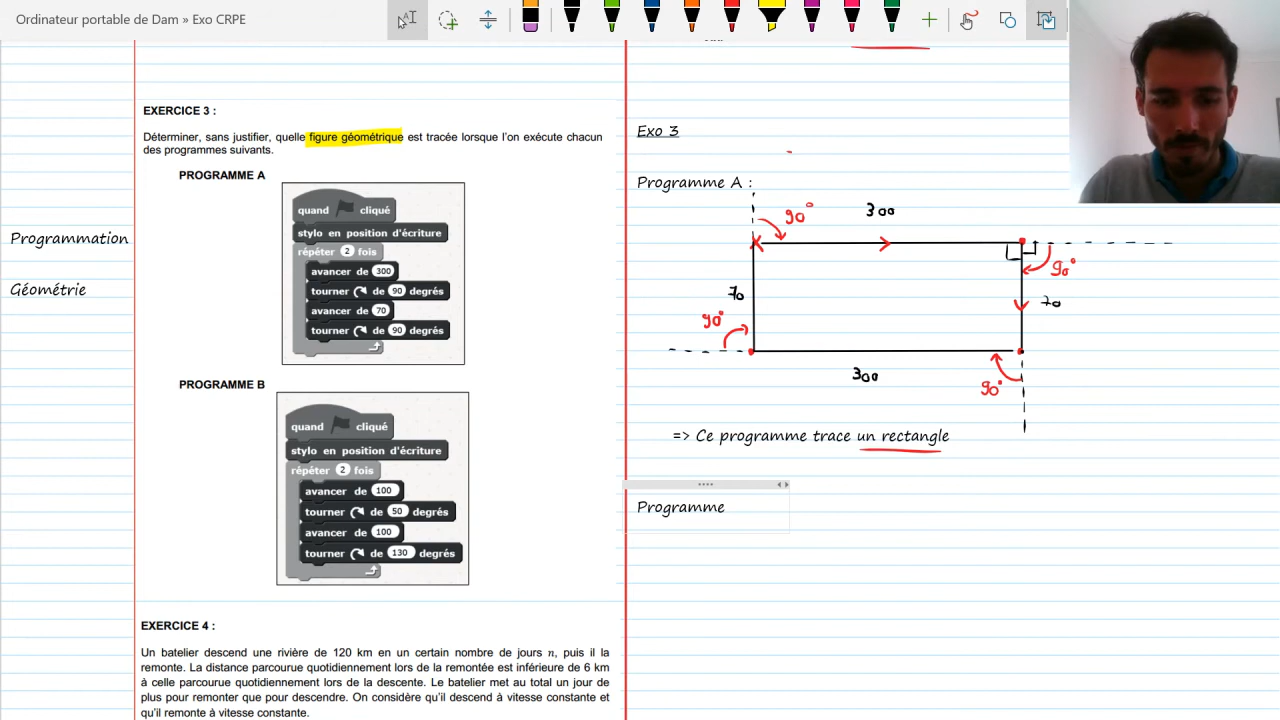 Ordinateur portable de Dam » Exo CRPE
EXERCICE 3 :
Déterminer, sans justifier, quelle figure géométrique est tracée lorsque l'on exécute chacun
des programmes suivants.
PROGRAMME A
quand cliqué
stylo en position d'écriture
répéter 2 fois
avancer de 300
tourner de 90 degrés
avancer de 70
tourner de 90 degrés
Programmation
Géométrie
PROGRAMME B
quand cliqué
stylo en position d'écriture
répéter 2 fois
avancer de 100
tourner de 50 degrés
avancer de 100
tourner de 130 degrés
EXERCICE 4 :
Un batelier descend une rivière de 120 km en un certain nombre de jours n, puis il la
remonte. La distance parcourue quotidiennement lors de la remontée est inférieure de 6 km
à celle parcourue quotidiennement lors de la descente. Le batelier met au total un jour de
plus pour remonter que pour descendre. On considère qu'il descend à vitesse constante et
qu'il remonte à vitesse constante.
Exo 3
Programme A :
90°
300
90°
70
70
90°
300
90°
=> Ce programme trace un rectangle
Programme